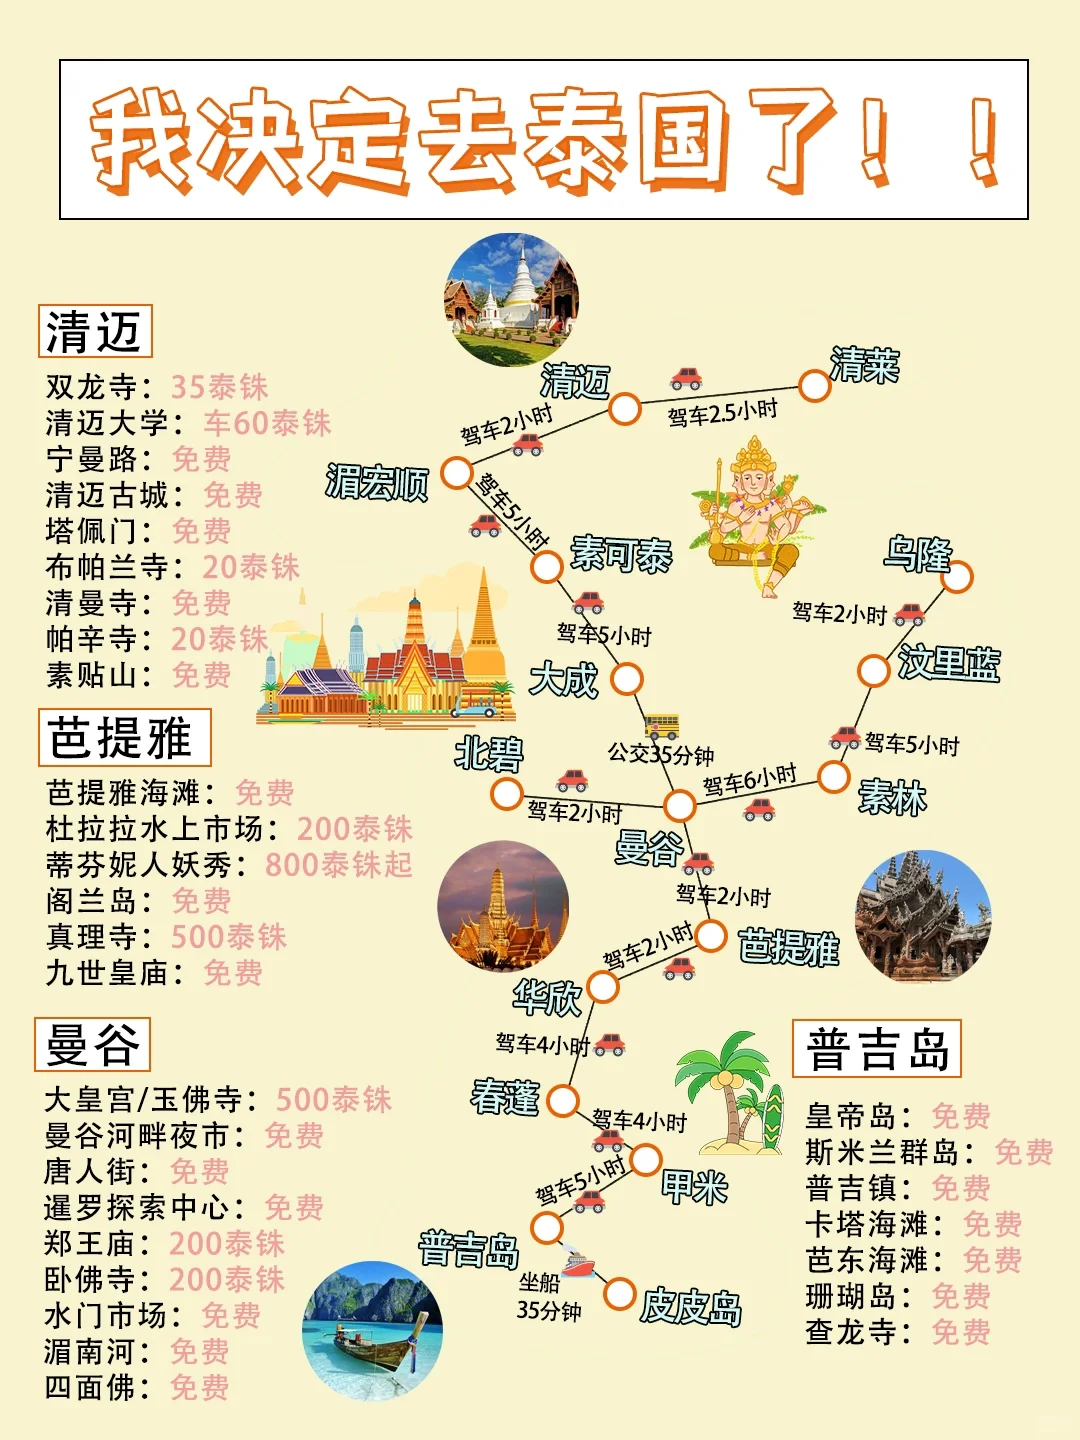 我决定去泰国了！！
清迈
双龙寺：35泰铢
清迈大学：车60泰铢
宁曼路：免费
清迈古城：免费
塔佩门：免费
布帕兰寺：20泰铢
清曼寺：免费
帕辛寺：20泰铢
素贴山：免费
芭提雅
芭提雅海滩：免费
杜拉拉水上市场：200泰铢
蒂芬妮人妖秀：800泰铢起
阁兰岛：免费
真理寺：500泰铢
九世皇庙：免费
曼谷
大皇宫/玉佛寺：500泰铢
曼谷河畔夜市：免费
唐人街：免费
暹罗探索中心：免费
郑王庙：200泰铢
卧佛寺：200泰铢
水门市场：免费
湄南河：免费
四面佛：免费
清迈
清莱
驾车2.5小时
驾车2小时
湄宏顺
驾车5小时
素可泰
驾车5小时
大成
公交35分钟
乌隆
驾车2小时
汶里蓝
驾车5小时
素林
驾车6小时
北碧
驾车2小时
曼谷
驾车2小时
芭提雅
驾车2小时
华欣
驾车4小时
春蓬
驾车4小时
甲米
驾车5小时
普吉岛
坐船
35分钟
皮皮岛
普吉岛
皇帝岛：免费
斯米兰群岛：免费
普吉镇：免费
卡塔海滩：免费
芭东海滩：免费
珊瑚岛：免费
查龙寺：免费